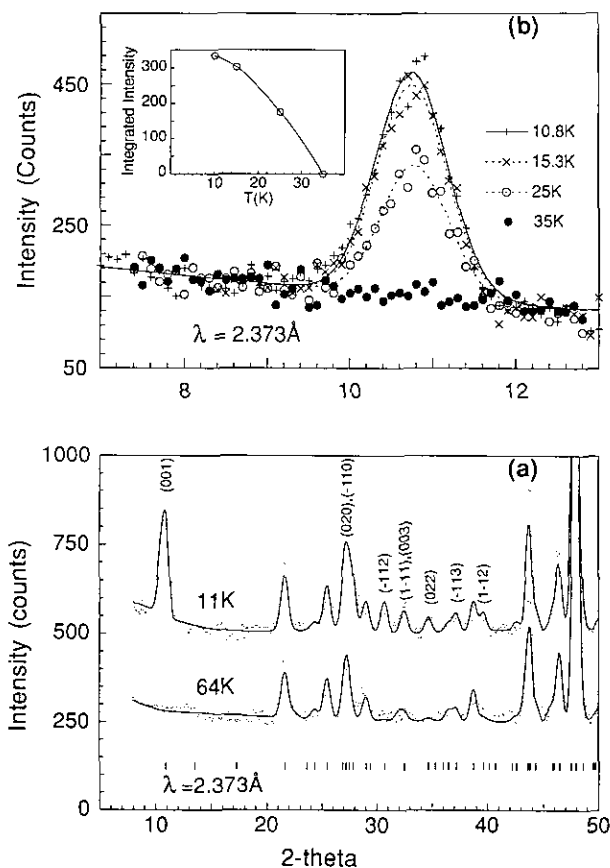 (b)
Intensity (Counts)
450
250
50
Integrated Intensity
300
200
100
0
10 20 30
T(K)
10.8K
15.3K
25K
35K
λ = 2.373Å
8 10 12
(a)
Intensity (counts)
1000
750
500
250
0
(001)
(020),(-110)
(-112)
(1-11),(003)
(022)
(-113)
(1-12)
11K
64K
λ=2.373Å
10 20 30 40 50
2-theta